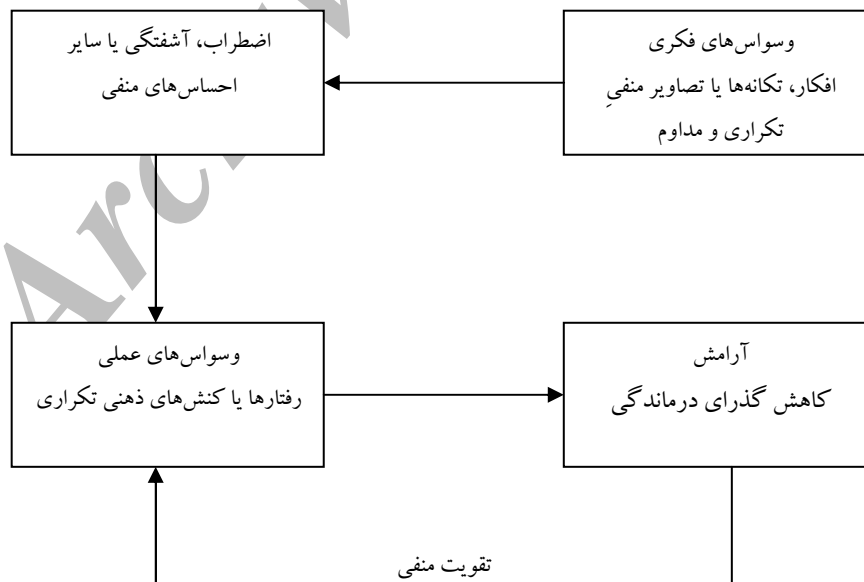 وسواس‌های فکری
افکار، تکانه‌ها یا تصاویر منفیِ
تکراری و مداوم
اضطراب، آشفتگی یا سایر
احساس‌های منفی
وسواس‌های عملی
رفتارها یا کنش‌های ذهنی تکراری
آرامش
کاهش گذرای درماندگی
تقویت منفی